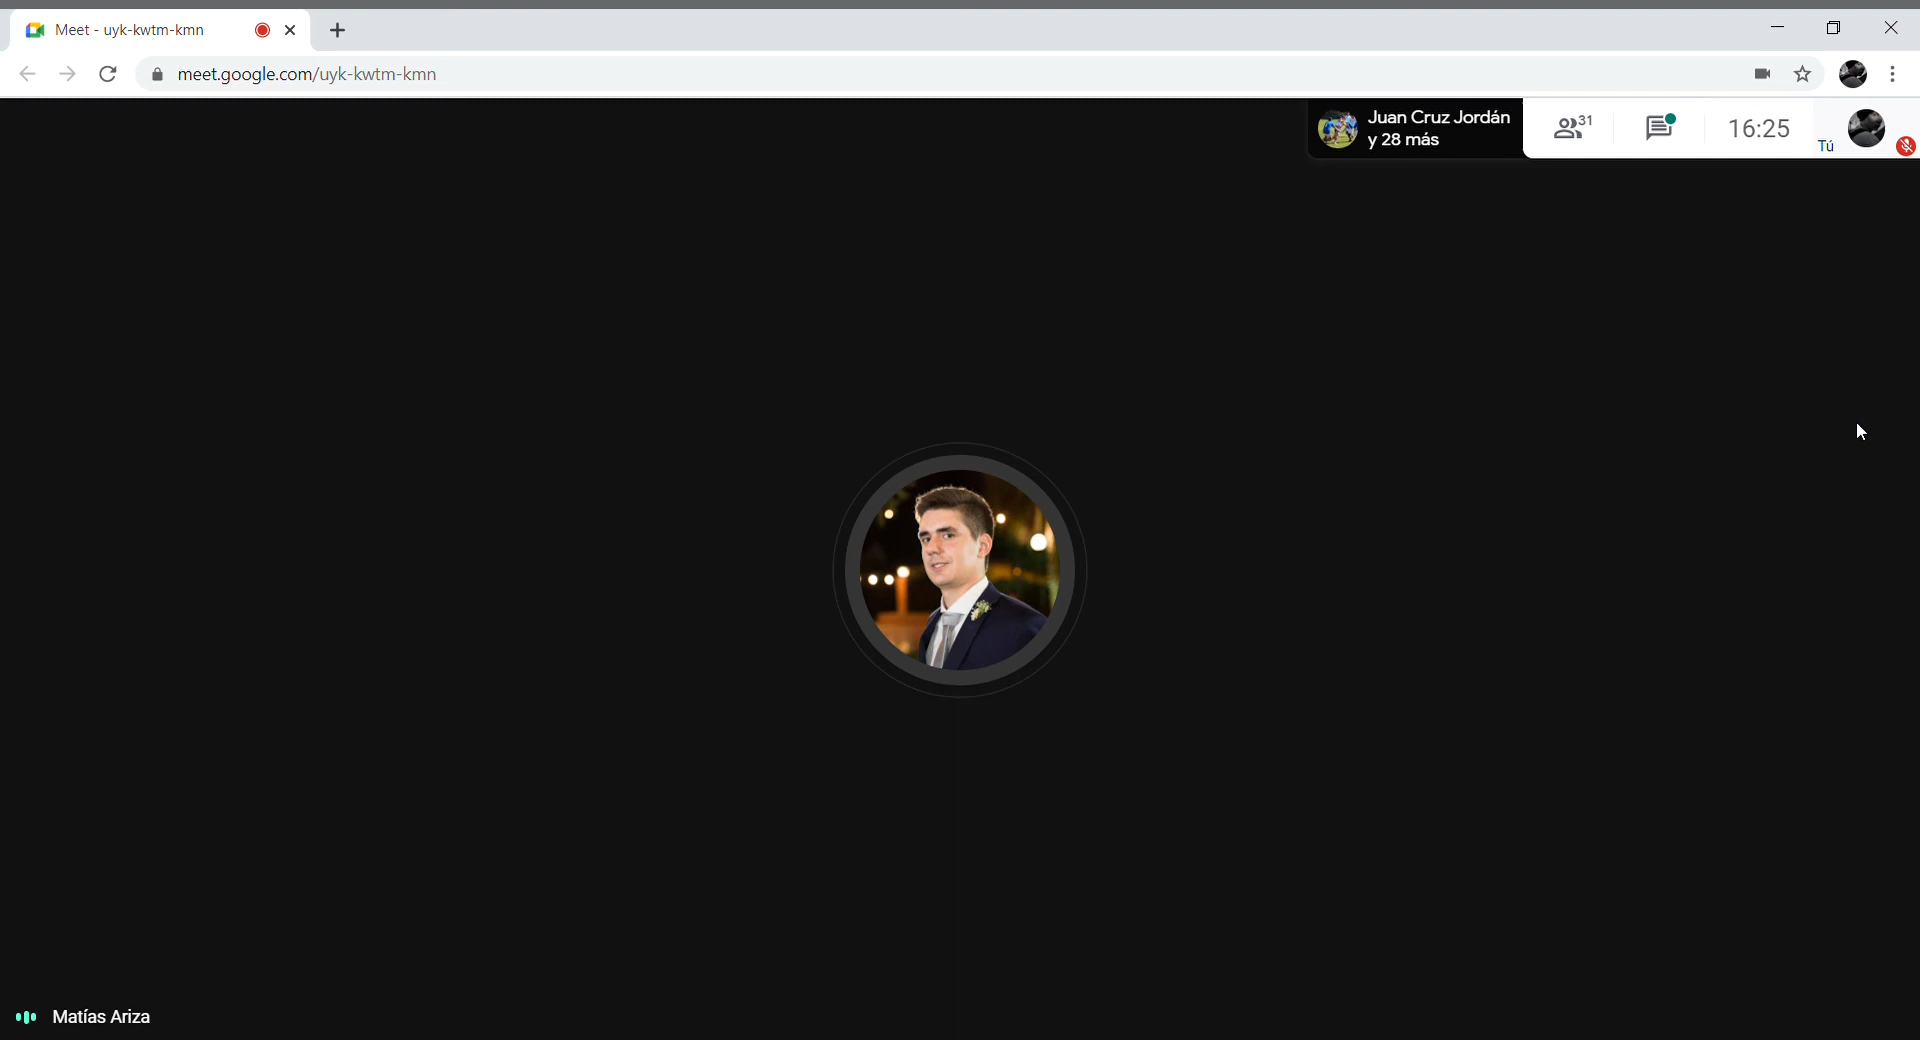 Meet - uyk-kwtm-kmn
meet.google.com/uyk-kwtm-kmn
Juan Cruz Jordán
y 28 más
31
16:25
Tú
Matías Ariza